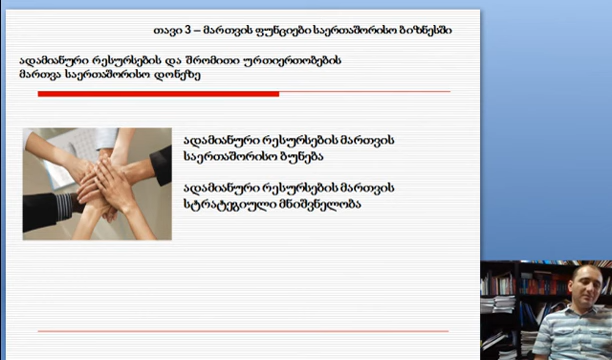 თავი 3 – მართვის ფუნციები საერთაშორისო ბიზნესში
ადამიანური რესურსების და შრომითი ურთიერთობების
მართვა საერთაშორისო დონეზე
ადამიანური რესურსების მართვის
საერთაშორისო ბუნება
ადამიანური რესურსების მართვის
სტრატეგიული მნიშვნელობა